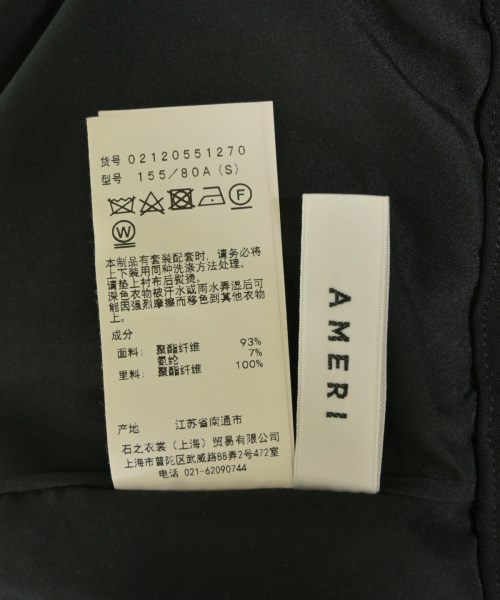 货号 02120551270
型号 155/80A(S)
F
W
本制品有套装配套时，请务必将
上下装用同种洗涤方法处理。
请垫上衬布后熨烫。
深色衣物被汗水或雨水弄湿后可
能因强烈摩擦而移色到其他衣物
上。
成分
面料： 聚酯纤维 93%
氨纶 7%
里料： 聚酯纤维 100%
产地 江苏省南通市
石之衣裳（上海）贸易有限公司
上海市普陀区武威路88弄2号472室
电话 021-62090744
AMERI